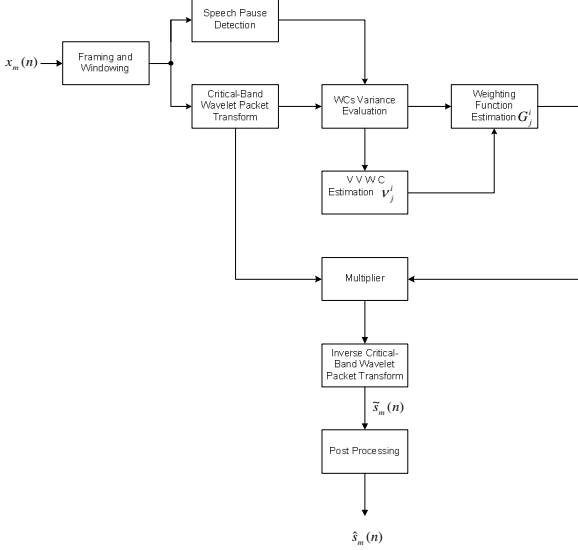 Speech Pause
Detection
x_m(n)
Framing and
Windowing
Critical-Band
Wavelet Packet
Transform
WCs Variance
Evaluation
Weighting
Function
Estimation G_j^i
V V W C
Estimation V_j^i
Multiplier
Inverse Critical-
Band Wavelet
Packet Transform
s̃_m(n)
Post Processing
ŝ_m(n)